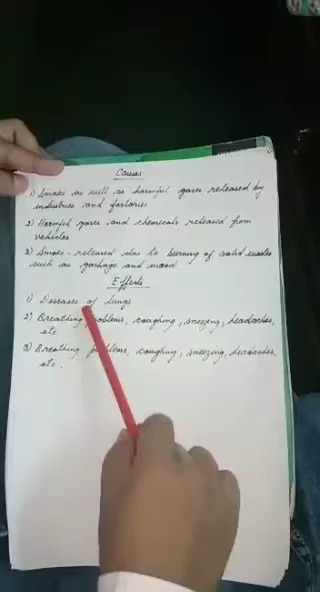 Causes
1) Smoke as well as harmful gases released by
industries and factories
2) Harmful gases and chemicals released from
vehicles
3) Smoke - released due to burning of solid wastes
such as garbage and wood
Effects
1) Diseases of lungs
2) Breathing problems, coughing, sneezing, headaches,
etc
3) Breathing problems, coughing, sneezing, headaches,
etc.